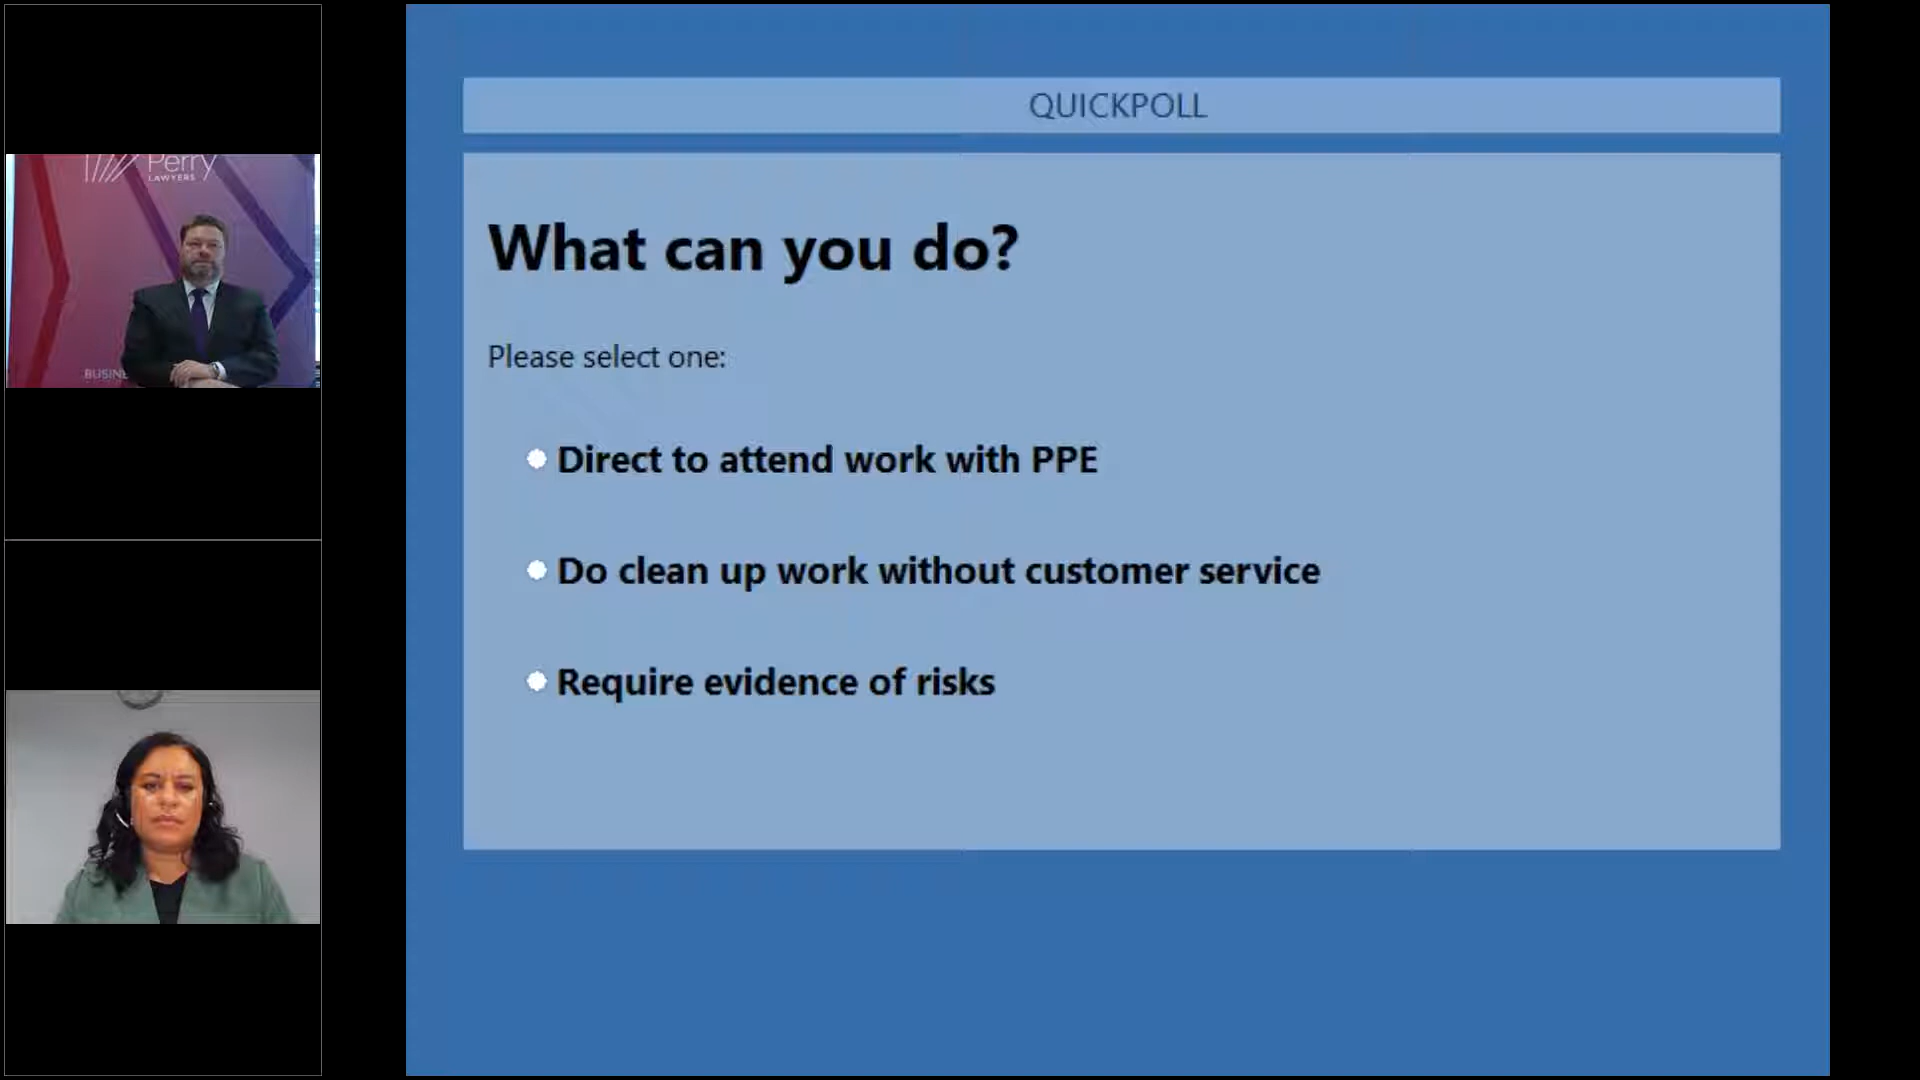 Perry
LAWYERS
BUSINE
QUICKPOLL
What can you do?
Please select one:
Direct to attend work with PPE
Do clean up work without customer service
Require evidence of risks